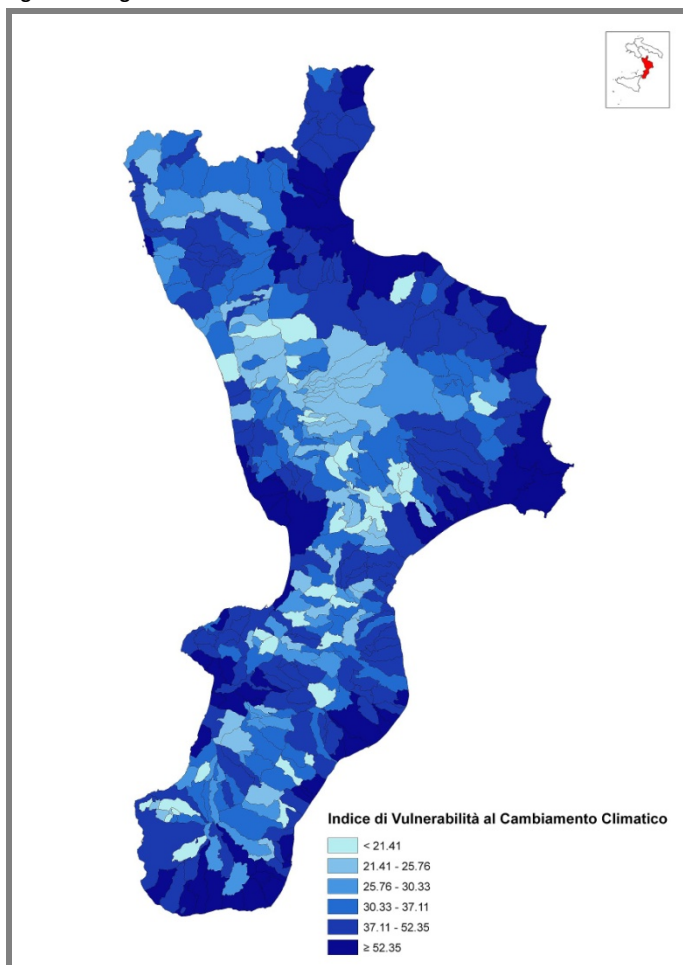 Indice di Vulnerabilità al Cambiamento Climatico
< 21.41
21.41 - 25.76
25.76 - 30.33
30.33 - 37.11
37.11 - 52.35
≥ 52.35